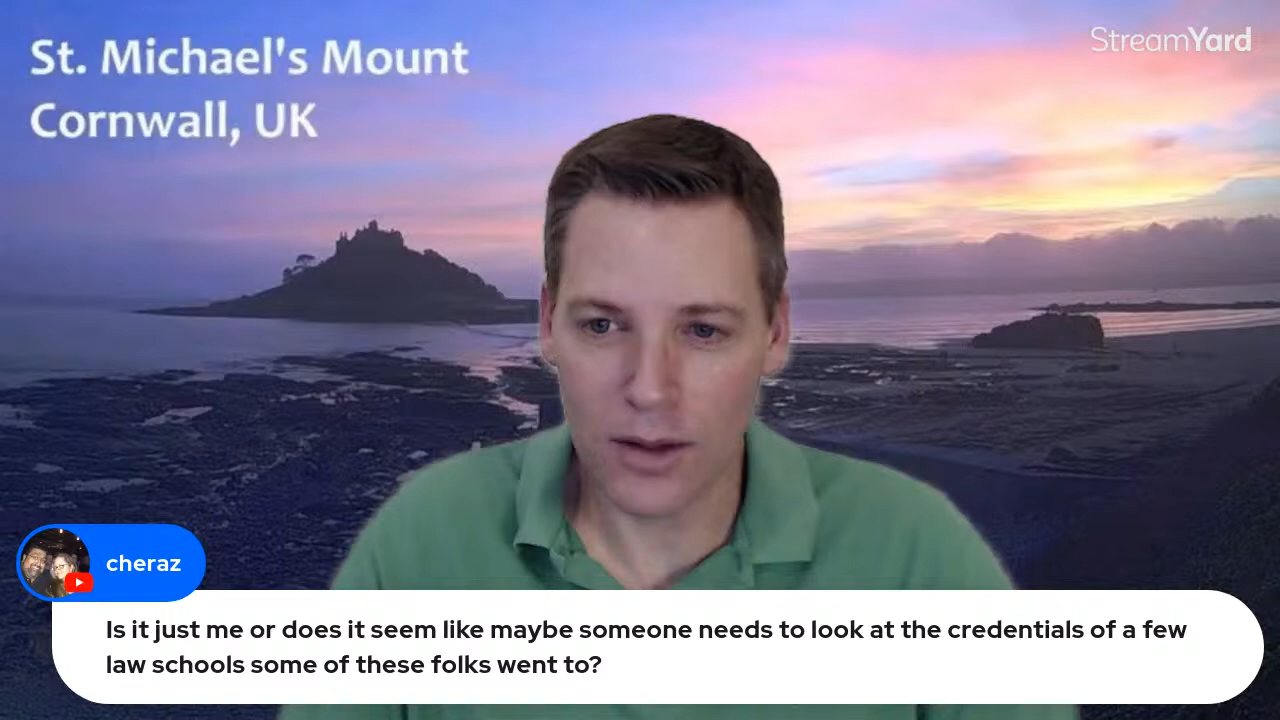 St. Michael's Mount
Cornwall, UK
StreamYard
cheraz
Is it just me or does it seem like maybe someone needs to look at the credentials of a few
law schools some of these folks went to?